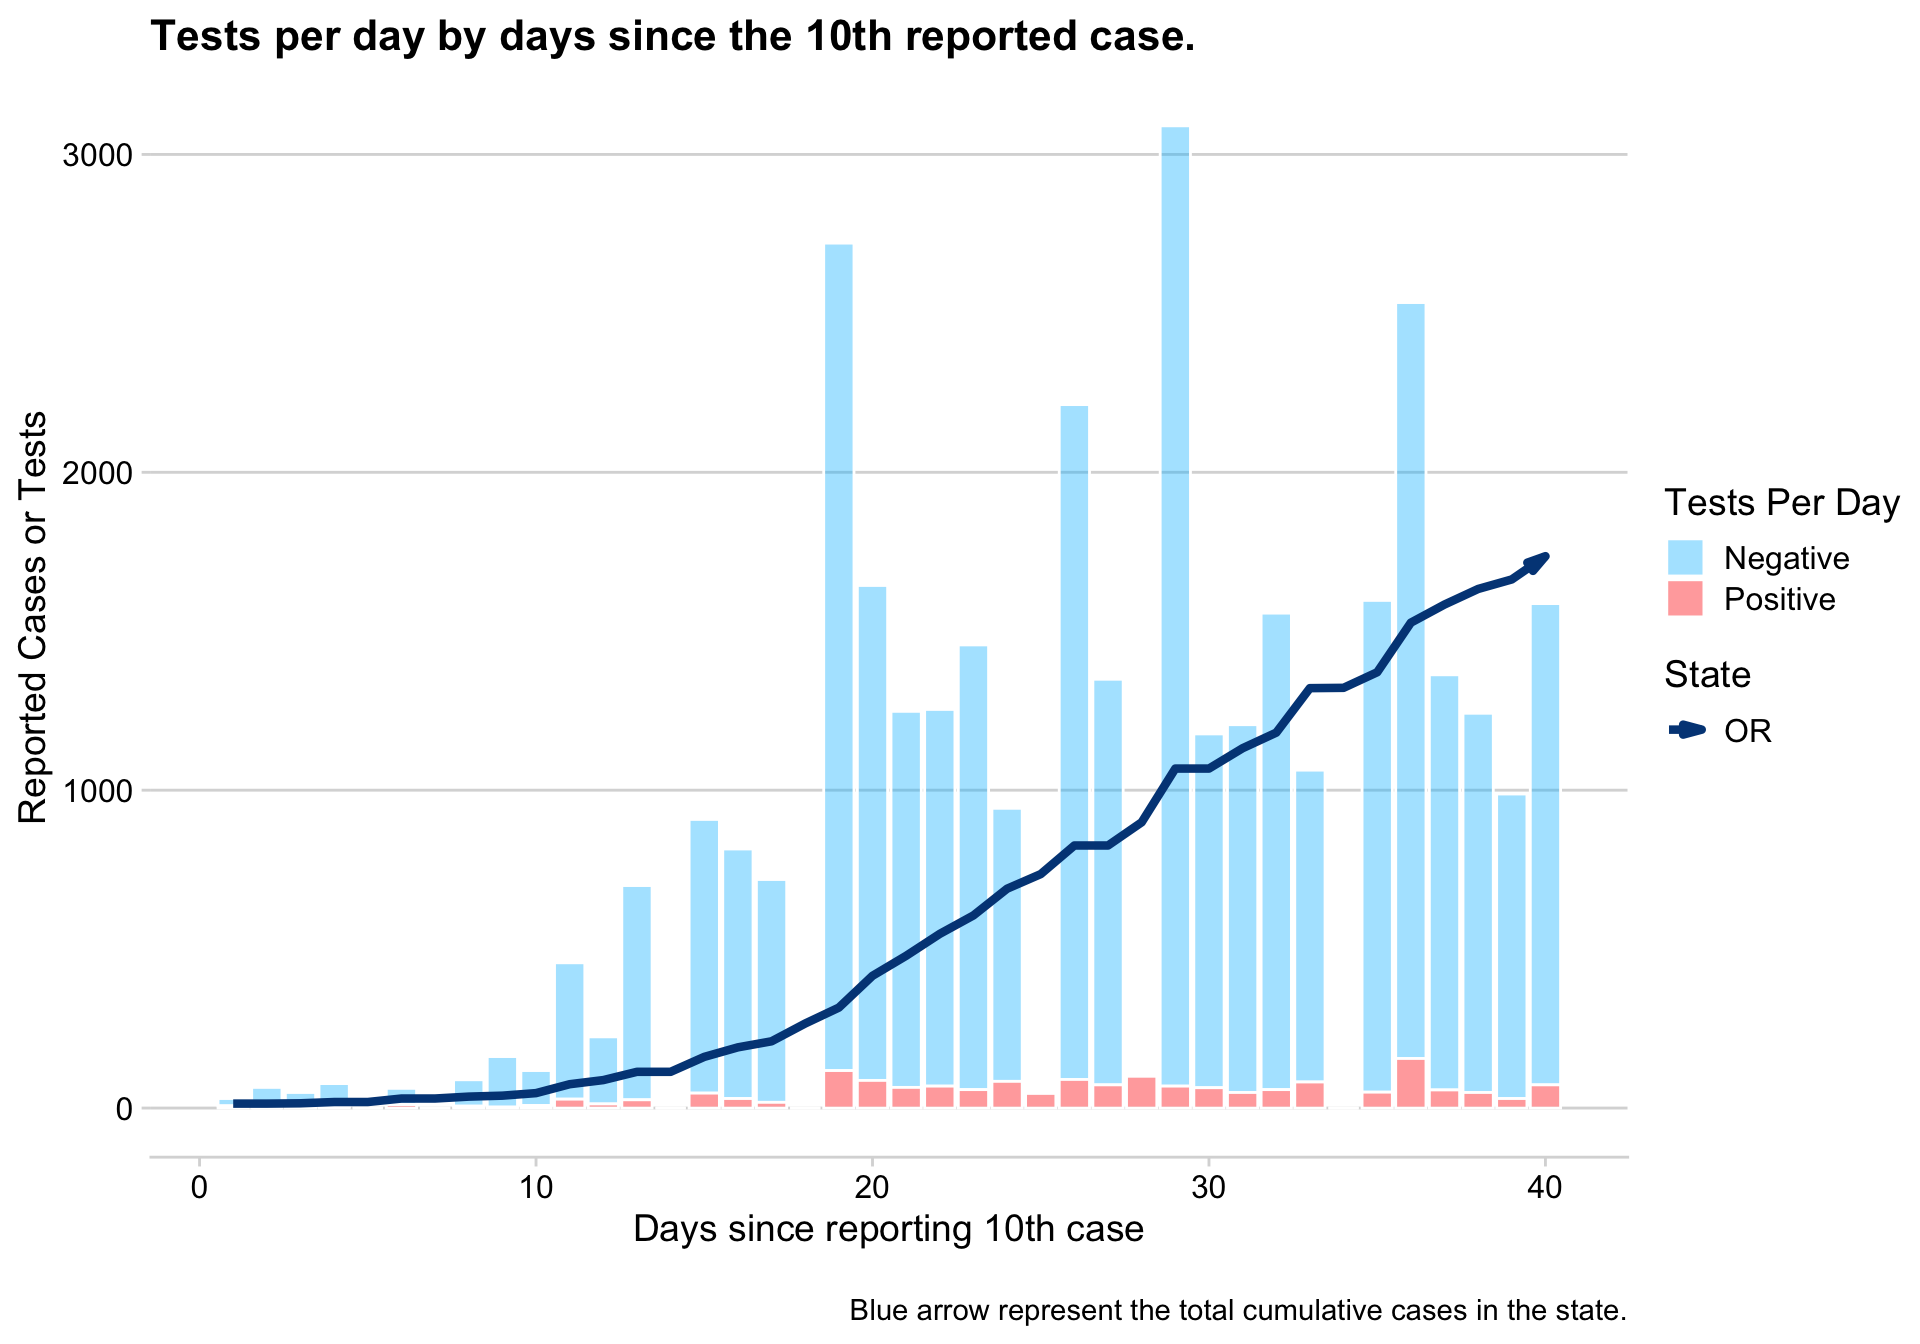 Tests per day by days since the 10th reported case.
Reported Cases or Tests
3000
2000
1000
0
0 10 20 30 40
Days since reporting 10th case
Tests Per Day
Negative
Positive
State
OR
Blue arrow represent the total cumulative cases in the state.